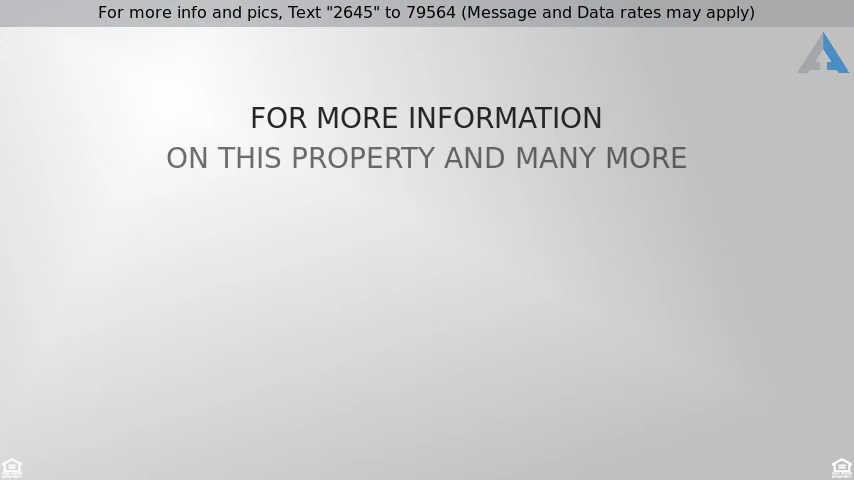 For more info and pics, Text "2645" to 79564 (Message and Data rates may apply)
FOR MORE INFORMATION
ON THIS PROPERTY AND MANY MORE